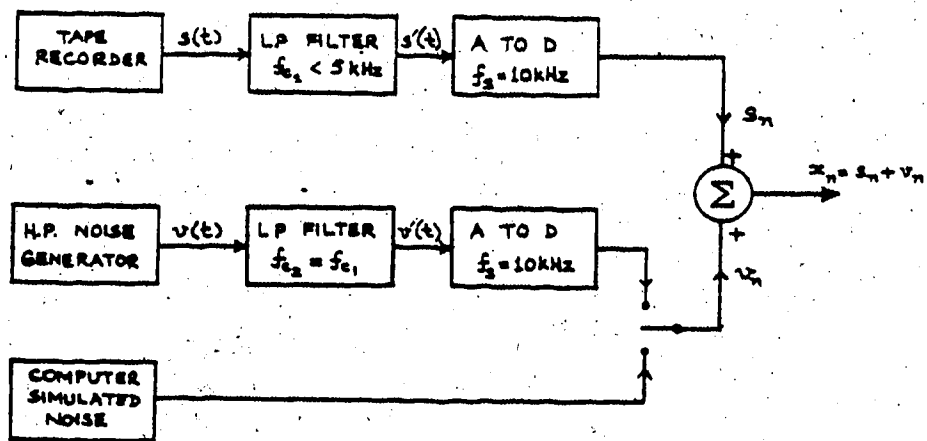 TAPE
RECORDER
s(t)
LP FILTER
f_c1 < 5 kHz
s'(t)
A TO D
f_s = 10kHz
s_n
+
Σ
x_n = s_n + v_n
+
v_n
H.P. NOISE
GENERATOR
v(t)
LP FILTER
f_c2 = f_c1
v'(t)
A TO D
f_s = 10kHz
COMPUTER
SIMULATED
NOISE